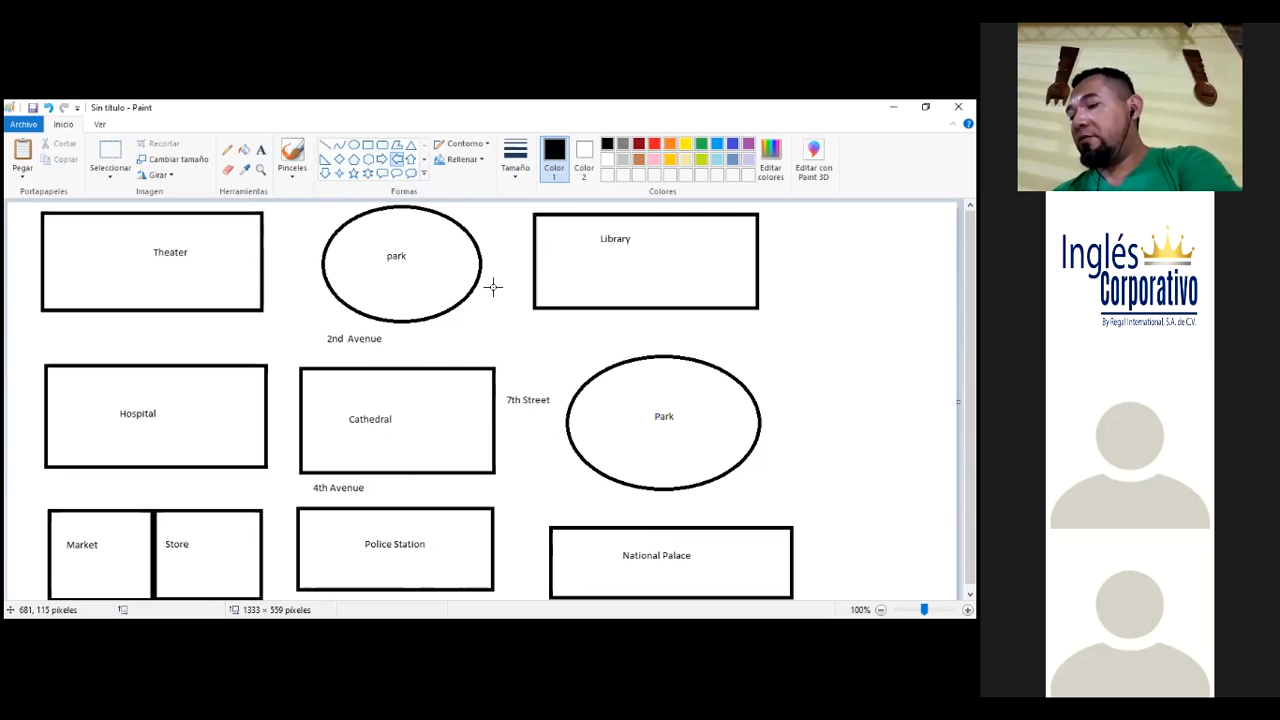 Sin título - Paint
Archivo Inicio Ver
Pegar
Cortar
Copiar
Portapapeles
Seleccionar
Recortar
Cambiar tamaño
Girar
Imagen
Herramientas
Pinceles
Contorno
Rellenar
Formas
Tamaño
Color 1
Color 2
Colores
Editar colores
Editar con Paint 3D
Theater
park
Library
2nd Avenue
Hospital
Cathedral
7th Street
Park
4th Avenue
Market
Store
Police Station
National Palace
681, 115 píxeles
1333 × 559 píxeles
100%
Inglés
Corporativo
By Regal International, S.A. de C.V.